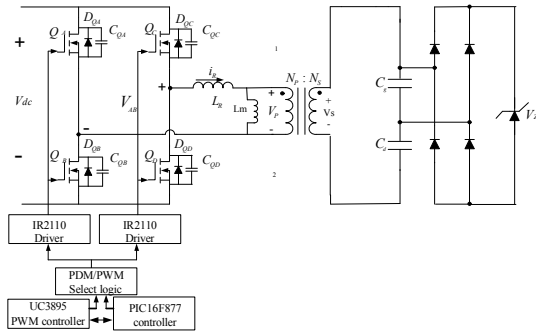 +
Vdc
-
Q_A
D_QA
C_QA
Q_C
D_QC
C_QC
Q_B
D_QB
C_QB
Q_D
D_QD
C_QD
+
V_AB
-
i_R
L_R
Lm
1
2
N_P : N_S
+
V_P
-
+
Vs
-
C_g
C_d
IR2110
Driver
IR2110
Driver
PDM/PWM
Select logic
UC3895
PWM controller
PIC16F877
controller